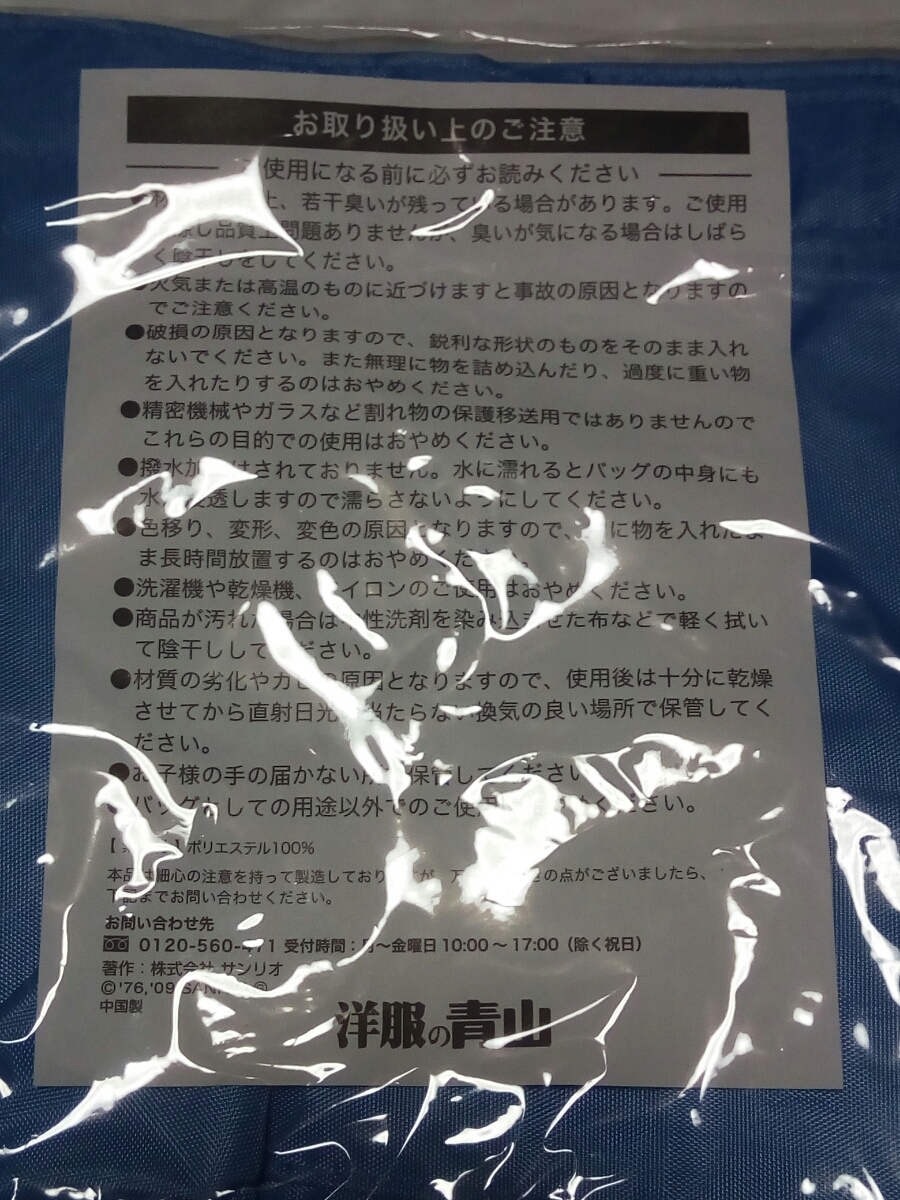 お取り扱い上のご注意
使用になる前に必ずお読みください
上、若干臭いが残っている場合があります。ご使用
し品質上問題ありませんが、臭いが気になる場合はしばら
く陰干しをしてください。
●火気または高温のものに近づけますと事故の原因となりますの
でご注意ください。
●破損の原因となりますので、鋭利な形状のものをそのまま入れ
ないでください。また無理に物を詰め込んだり、過度に重い物
を入れたりするのはおやめください。
●精密機械やガラスなど割れ物の保護移送用ではありませんので
これらの目的での使用はおやめください。
●撥水加 はされておりません。水に濡れるとバッグの中身にも
水 浸透しますので濡らさないようにしてください。
●色移り、変形、変色の原因となりますので、 に物を入れたま
ま長時間放置するのはおやめください。
●洗濯機や乾燥機、 イロンのご使用はおやめください。
●商品が汚れた場合は 性洗剤を染み込ませた布などで軽く拭い
て陰干しして ださい。
●材質の劣化やカビの原因となりますので、使用後は十分に乾燥
させてから直射日光 当たらない換気の良い場所で保管してく
ださい。
●お子様の手の届かない 保管してください
バッグ しての用途以外でのご使用 ください。
【 】ポリエステル100%
本品は細心の注意を持って製造しており すが、万 の点がございましたら、
下記までお問い合わせください。
お問い合わせ先
0120-560-471 受付時間：月〜金曜日 10:00 〜 17:00（除く祝日）
著作：株式会社 サンリオ
©'76,'09 SAN
中国製
洋服の青山